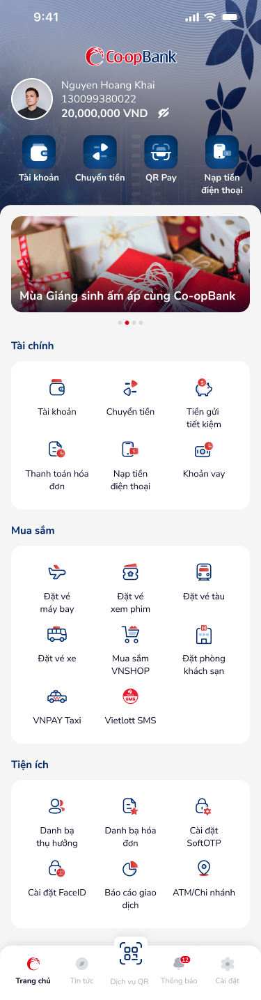 9:41
Co-opBank
Nguyen Hoang Khai
130099380022
20,000,000 VND
Tài khoản
Chuyển tiền
QR Pay
Nạp tiền
điện thoại
Mùa Giáng sinh ấm áp cùng Co-opBank
Tài chính
Tài khoản
Chuyển tiền
Tiền gửi
tiết kiệm
Thanh toán hóa
đơn
Nạp tiền
điện thoại
Khoản vay
Mua sắm
Đặt vé
máy bay
Đặt vé
xem phim
Đặt vé tàu
Đặt vé xe
Mua sắm
VNSHOP
Đặt phòng
khách sạn
VNPAY Taxi
SMS
Vietlott SMS
Tiện ích
Danh bạ
thụ hưởng
Danh bạ hóa
đơn
Cài đặt
SoftOTP
Cài đặt FaceID
Báo cáo giao
dịch
ATM/Chi nhánh
Trang chủ
Tin tức
Dịch vụ QR
12
Thông báo
Cài đặt